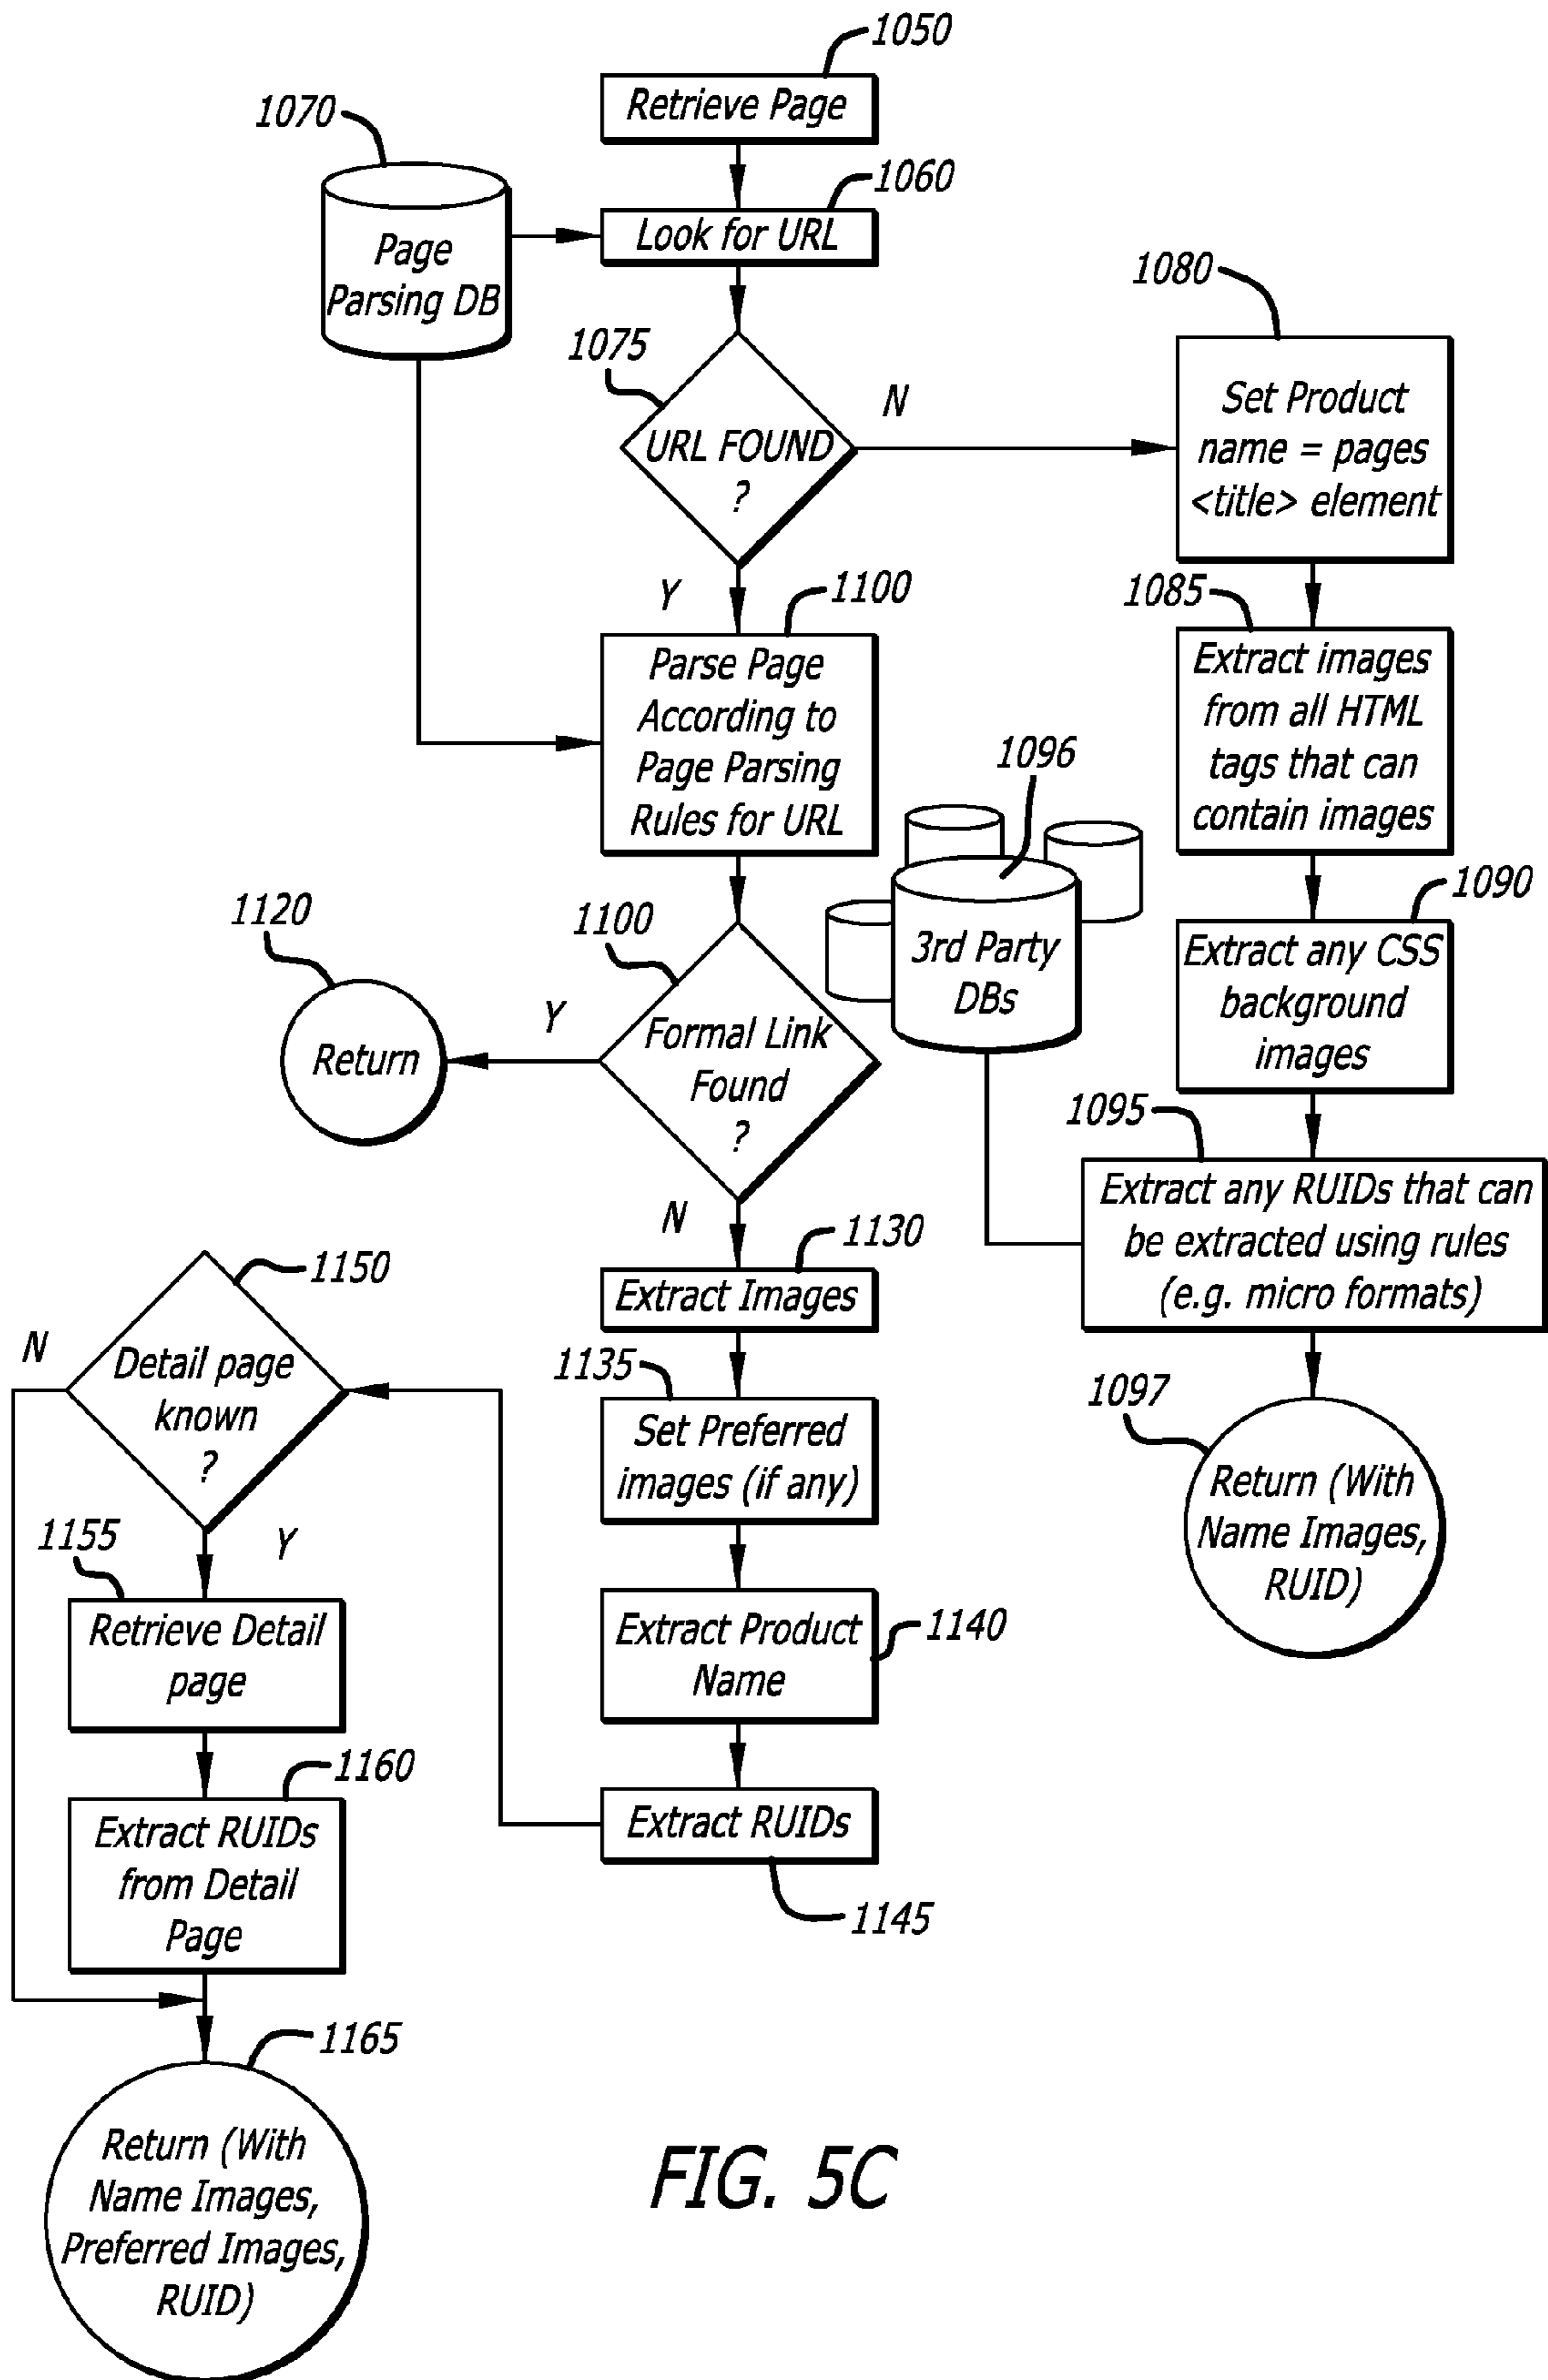 1050
Retrieve Page
1070
1060
Page
Parsing DB
Look for URL
1080
1075
URL FOUND
?
N
Set Product
name = pages
<title> element
Y
1100
1085
Parse Page
According to
Page Parsing
Rules for URL
Extract images
from all HTML
tags that can
contain images
1096
3rd Party
DBs
1090
Extract any CSS
background
images
1120
Return
Y
1100
Formal Link
Found
?
N
1095
Extract any RUIDs that can
be extracted using rules
(e.g. micro formats)
1130
Extract Images
1150
N
Detail page
known
?
Y
1135
Set Preferred
images (if any)
1097
Return (With
Name Images,
RUID)
1155
Retrieve Detail
page
Extract Product
Name
1140
1160
Extract RUIDs
from Detail
Page
Extract RUIDs
1145
1165
Return (With
Name Images,
Preferred Images,
RUID)
FIG. 5C